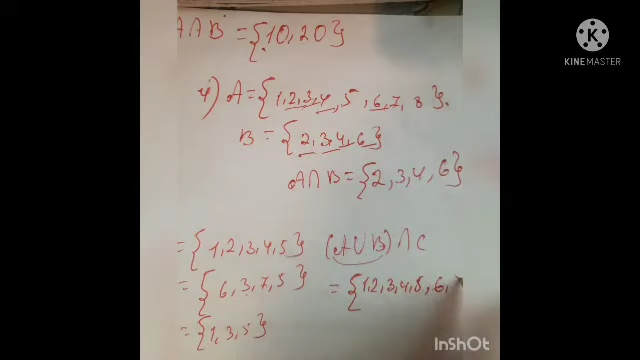 A∩B = {10, 20}
4) A = {1, 2, 3, 4, 5, 6, 7, 8}.
B = {2, 3, 4, 6}
A∩B = {2, 3, 4, 6}
= {1, 2, 3, 4, 5} (A∪B)∩C
= {6, 3, 7, 5} = {1, 2, 3, 4, 5, 6,
= {1, 3, 5}
KINEMASTER
InShOt